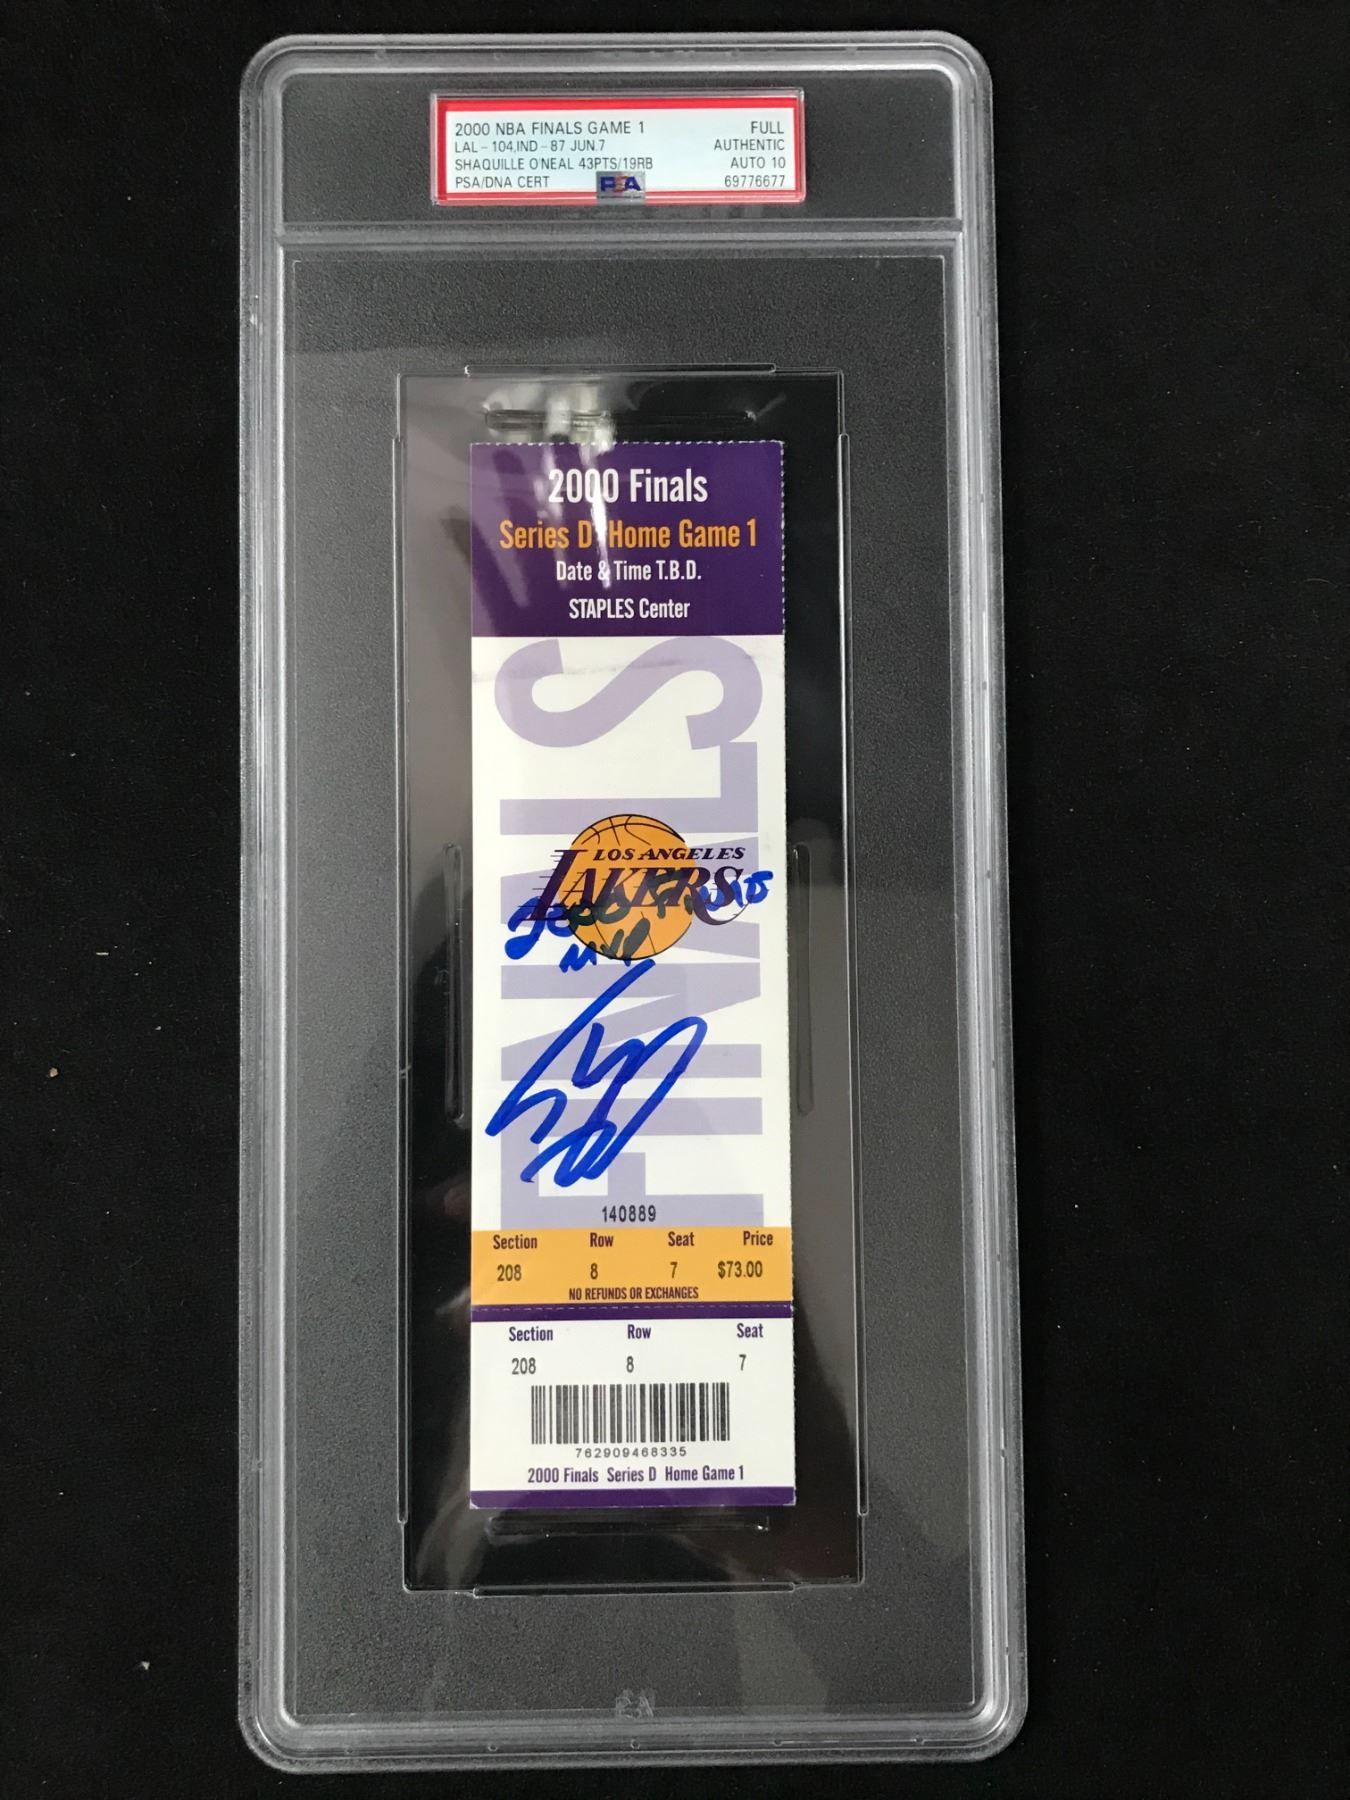 2000 NBA FINALS GAME 1 FULL
LAL - 104,IND - 87 JUN.7 AUTHENTIC
SHAQUILLE O'NEAL 43PTS/19RB AUTO 10
PSA/DNA CERT PSA 69776677
2000 Finals
Series D Home Game 1
Date & Time T.B.D.
STAPLES Center
FINALS
LOS ANGELES
LAKERS
2000 Finals
MVP
140889
Section Row Seat Price
208 8 7 $73.00
NO REFUNDS OR EXCHANGES
Section Row Seat
208 8 7
762909468335
2000 Finals Series D Home Game 1